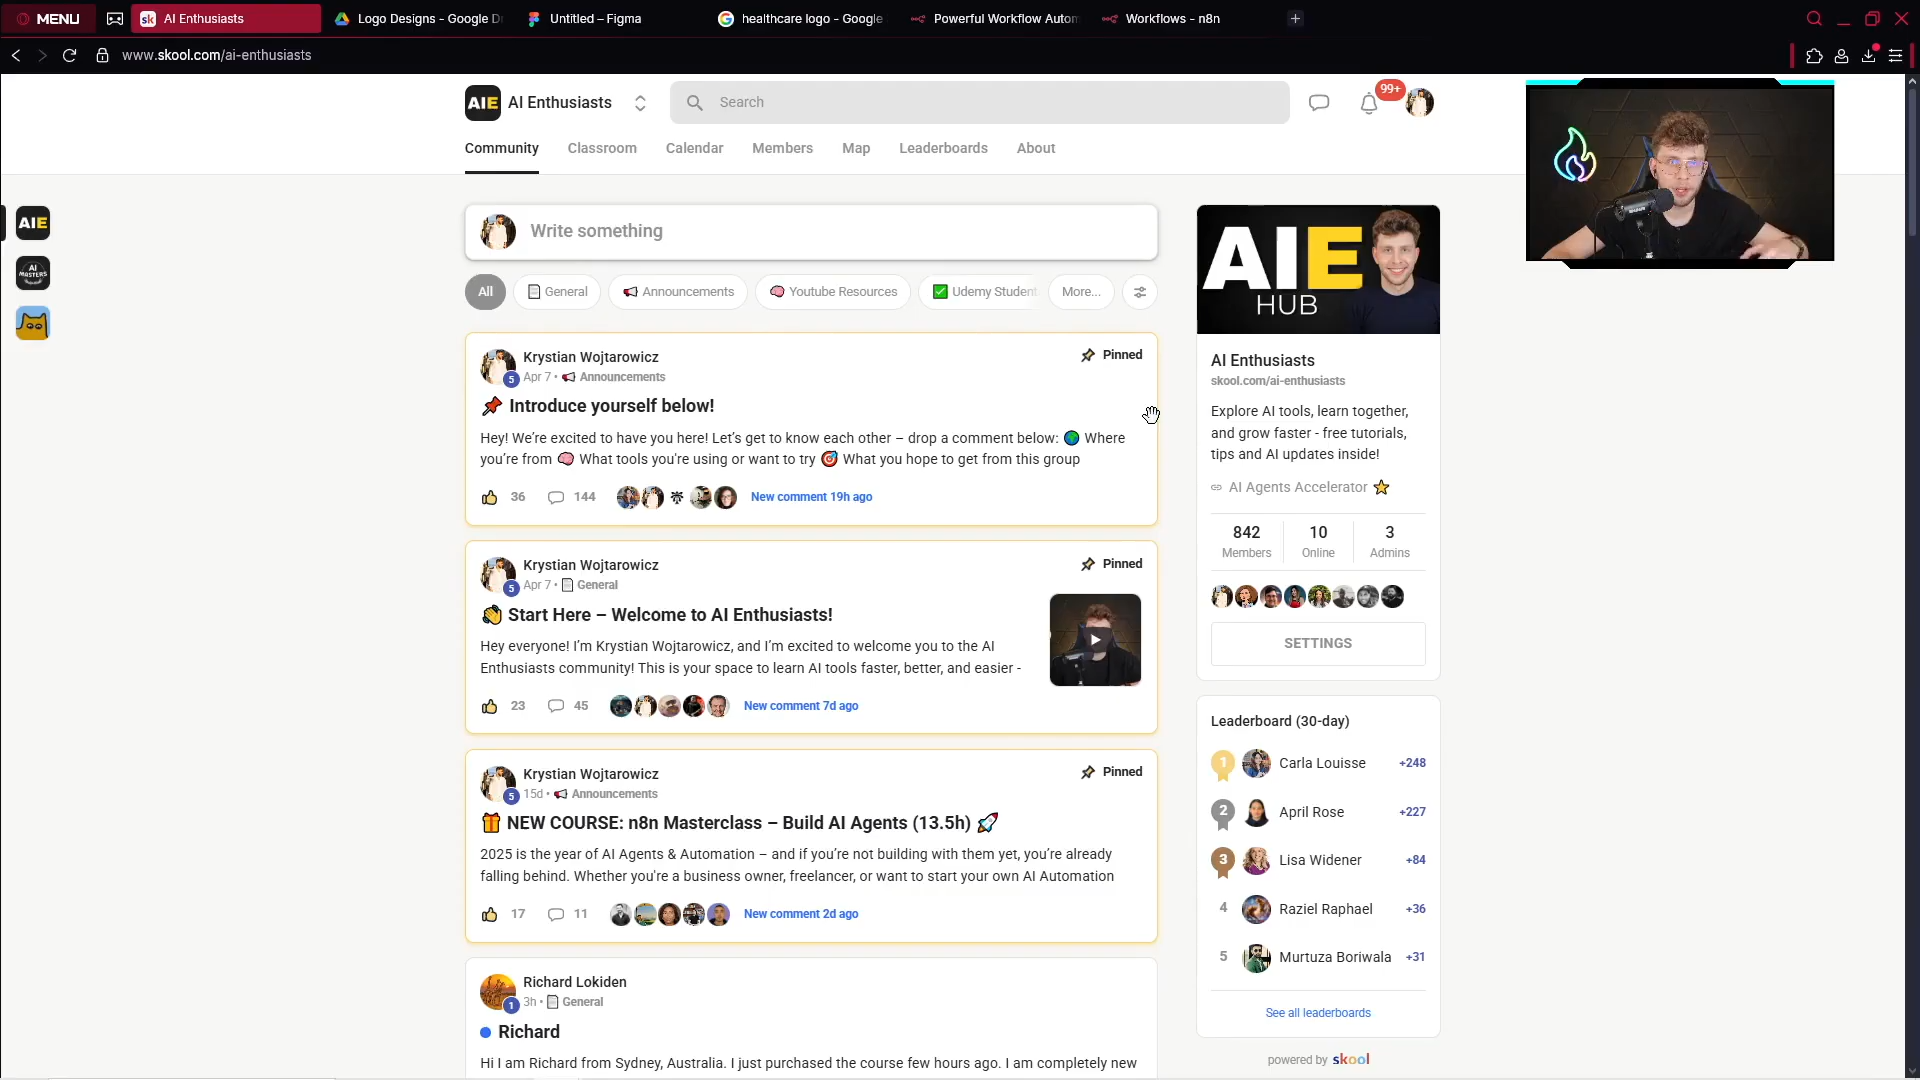 MENU
AI Enthusiasts
Logo Designs - Google Dr
Untitled – Figma
healthcare logo - Google
Powerful Workflow Autom
Workflows - n8n
www.skool.com/ai-enthusiasts
AIE
AI Enthusiasts
Search
99+
Community
Classroom
Calendar
Members
Map
Leaderboards
About
AIE
AI
MASTERS
Write something
All
General
Announcements
Youtube Resources
Udemy Student
More...
Krystian Wojtarowicz
Pinned
5
Apr 7 • Announcements
Introduce yourself below!
Hey! We're excited to have you here! Let's get to know each other – drop a comment below: 🌍 Where
you're from 🧠 What tools you're using or want to try 🎯 What you hope to get from this group
36
144
New comment 19h ago
Krystian Wojtarowicz
Pinned
5
Apr 7 • General
👋 Start Here – Welcome to AI Enthusiasts!
Hey everyone! I'm Krystian Wojtarowicz, and I'm excited to welcome you to the AI
Enthusiasts community! This is your space to learn AI tools faster, better, and easier -
23
45
New comment 7d ago
Krystian Wojtarowicz
Pinned
5
15d • Announcements
🎁 NEW COURSE: n8n Masterclass – Build AI Agents (13.5h) 🚀
2025 is the year of AI Agents & Automation – and if you're not building with them yet, you're already
falling behind. Whether you're a business owner, freelancer, or want to start your own AI Automation
17
11
New comment 2d ago
Richard Lokiden
1
3h • General
Richard
Hi I am Richard from Sydney, Australia. I just purchased the course few hours ago. I am completely new
AIE
HUB
AI Enthusiasts
skool.com/ai-enthusiasts
Explore AI tools, learn together,
and grow faster - free tutorials,
tips and AI updates inside!
AI Agents Accelerator ⭐
842
Members
10
Online
3
Admins
SETTINGS
Leaderboard (30-day)
1 Carla Louisse +248
2 April Rose +227
3 Lisa Widener +84
4 Raziel Raphael +36
5 Murtuza Boriwala +31
See all leaderboards
powered by skool